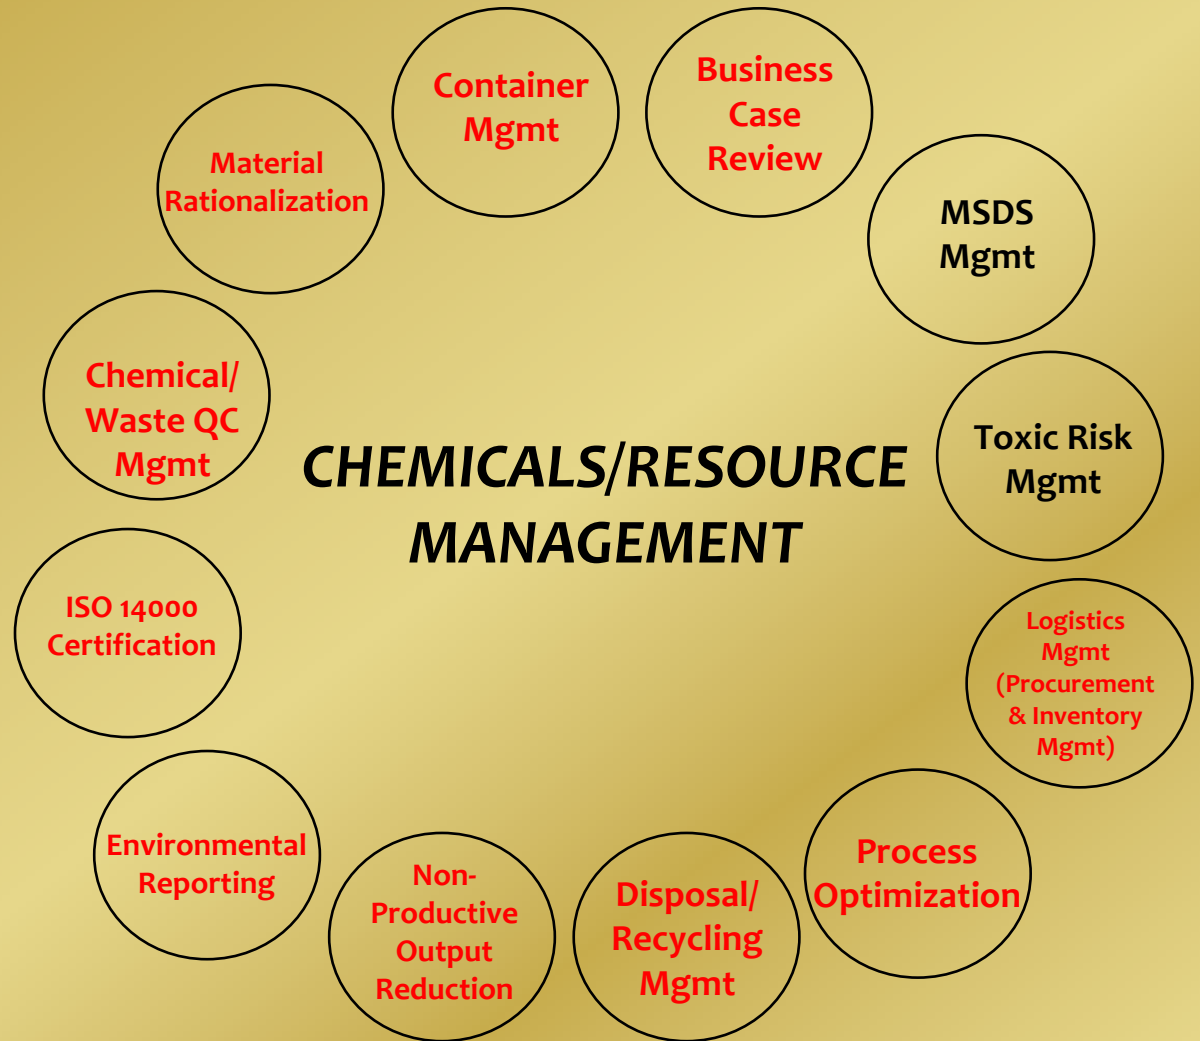 Container
Mgmt
Business
Case
Review
Material
Rationalization
MSDS
Mgmt
Chemical/
Waste QC
Mgmt
CHEMICALS/RESOURCE
MANAGEMENT
Toxic Risk
Mgmt
ISO 14000
Certification
Logistics
Mgmt
(Procurement
& Inventory
Mgmt)
Environmental
Reporting
Non-
Productive
Output
Reduction
Disposal/
Recycling
Mgmt
Process
Optimization